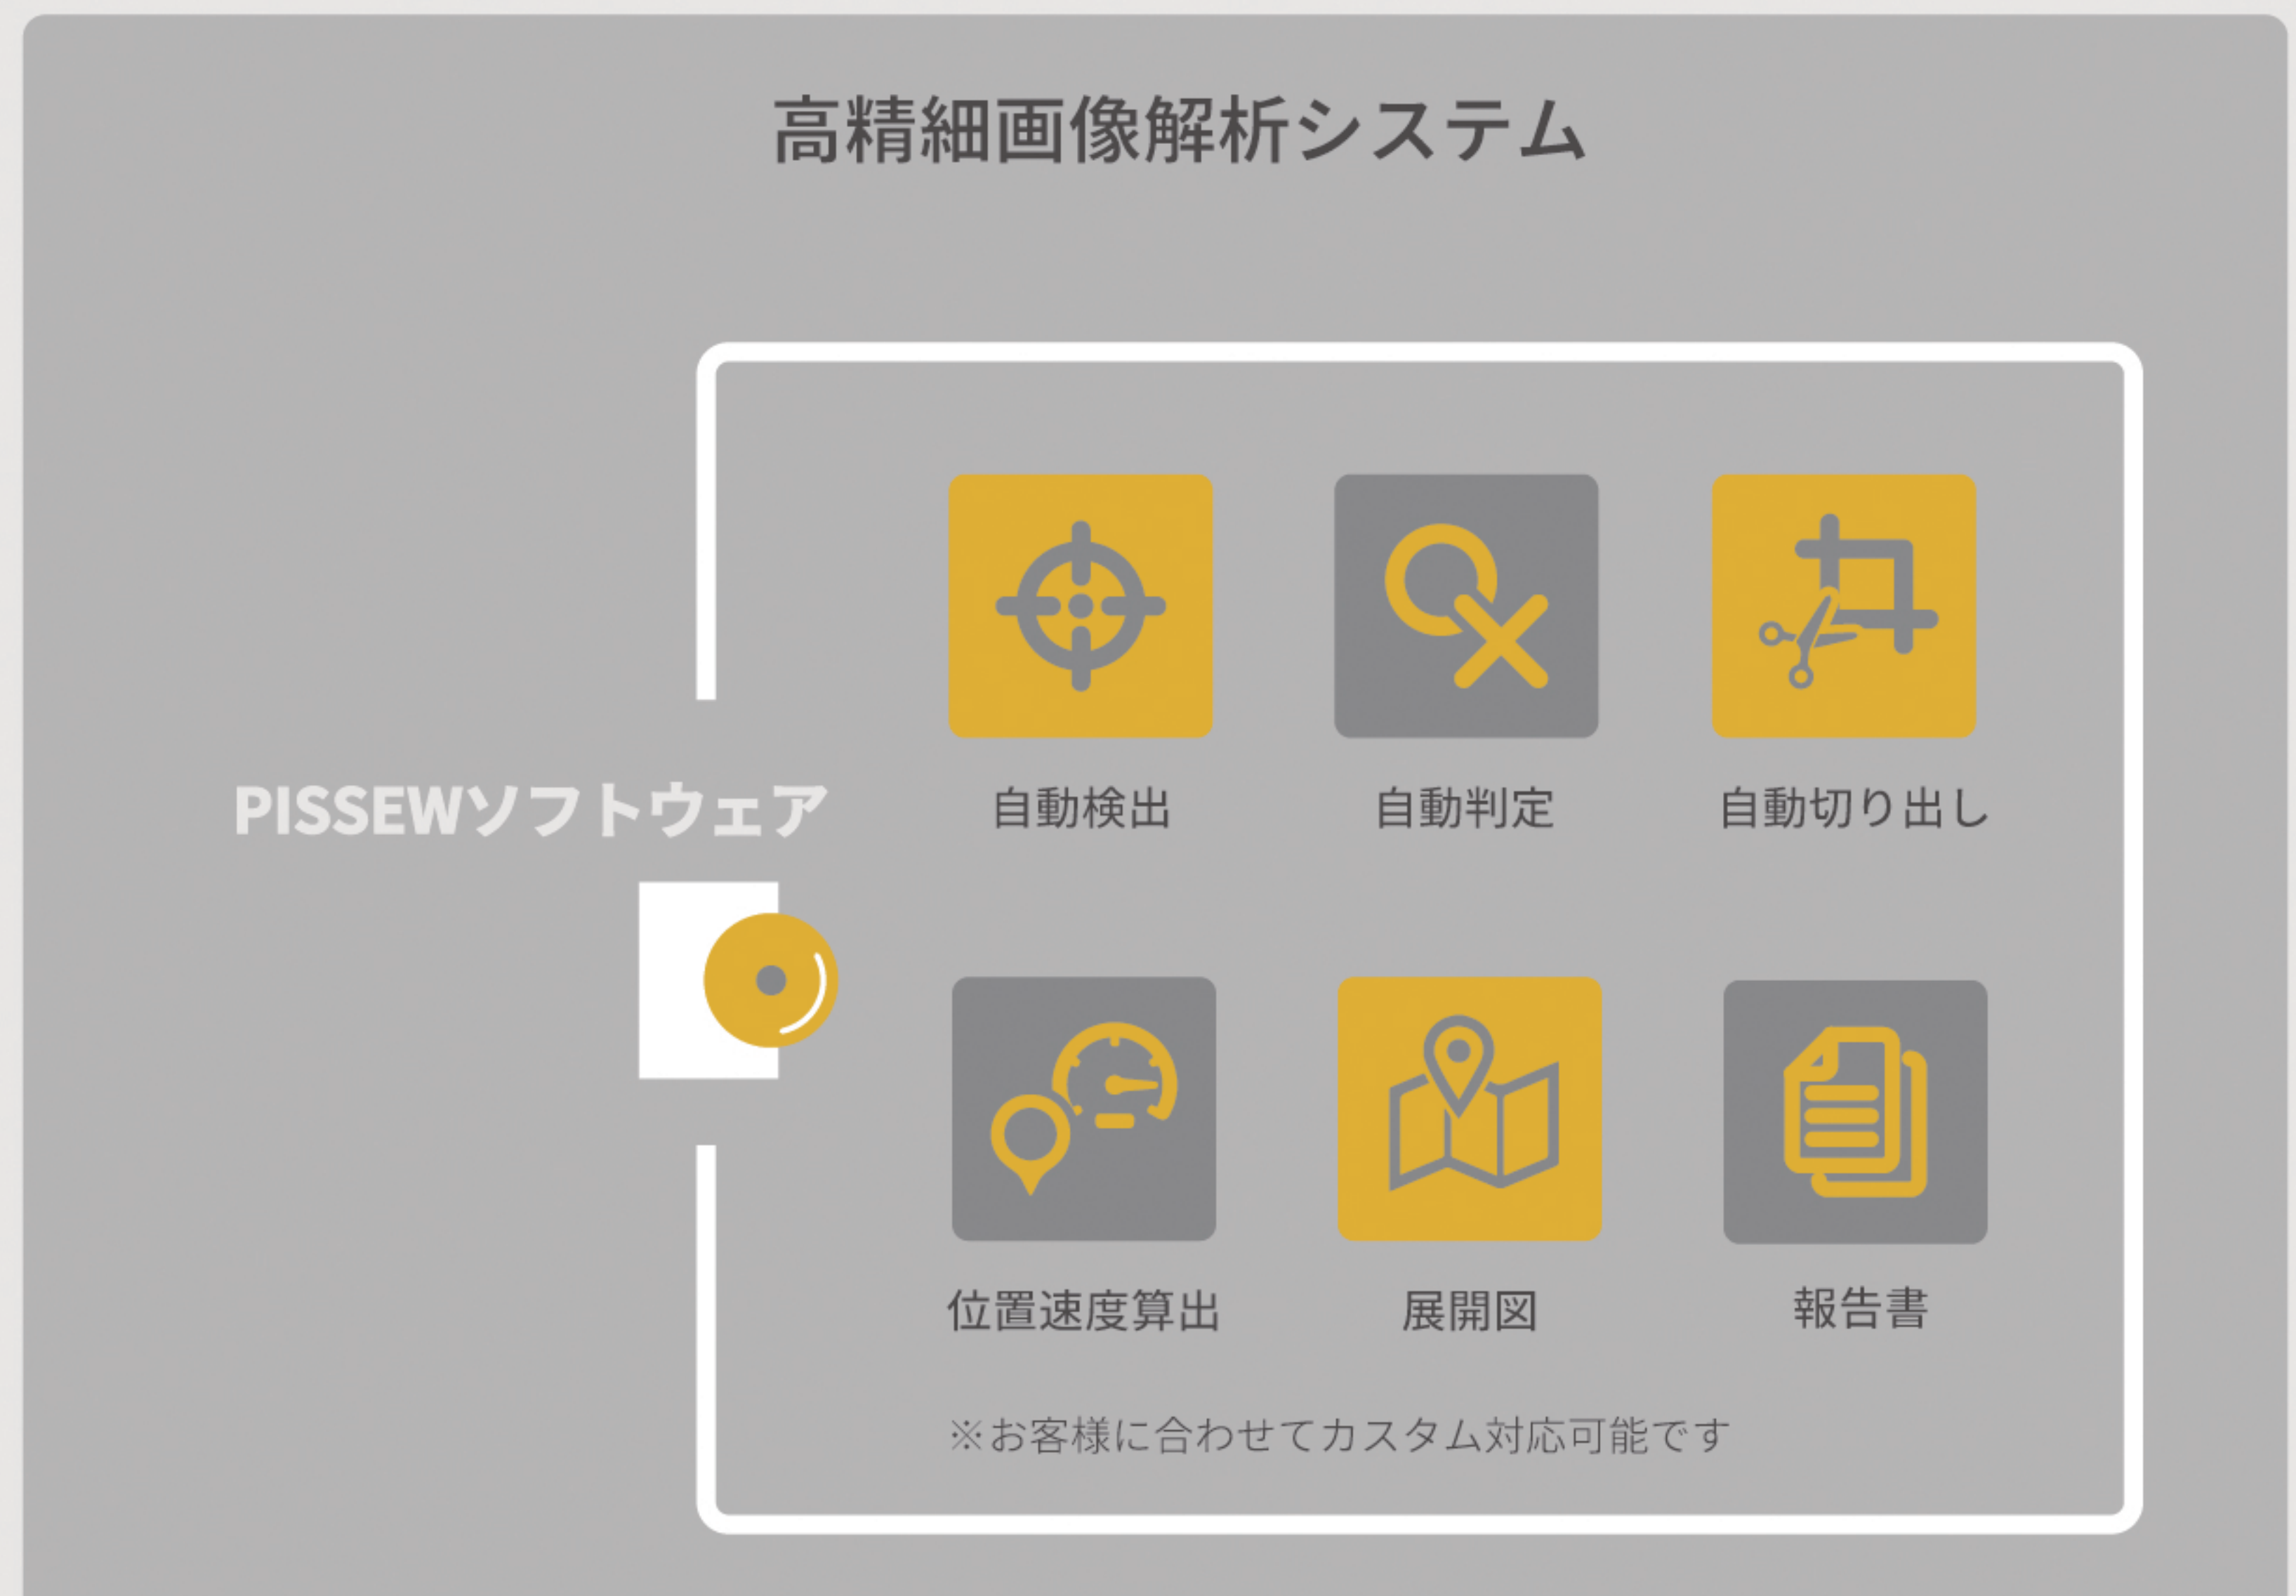 高精細画像解析システム
PISSEWソフトウェア
自動検出
自動判定
自動切り出し
位置速度算出
展開図
報告書
※お客様に合わせてカスタム対応可能です